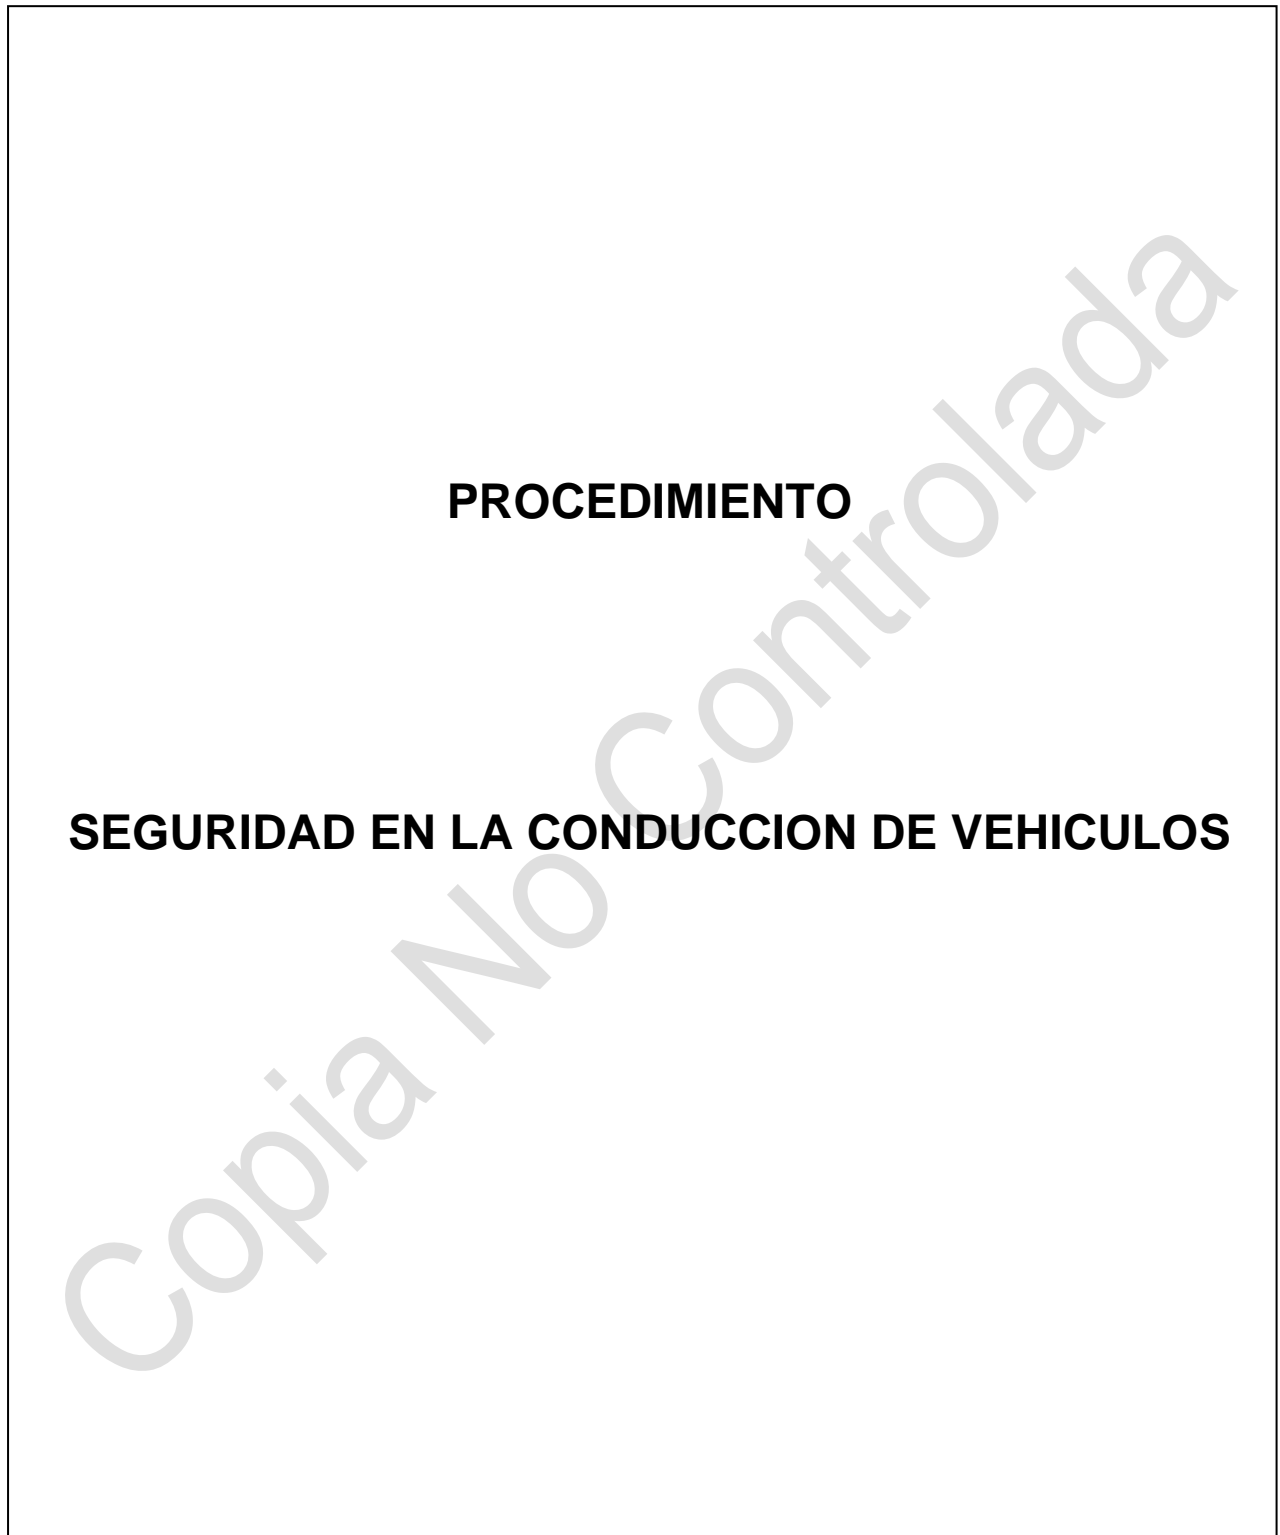 PROCEDIMIENTO
SEGURIDAD EN LA CONDUCCION DE VEHICULOS
Copia No Controlada